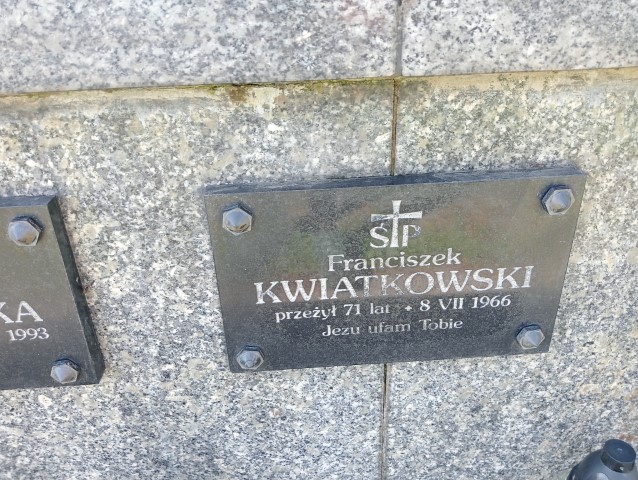 ŚP
Franciszek
KWIATKOWSKI
przeżył 71 lat + 8 VII 1966
Jezu ufam Tobie
KA
1993